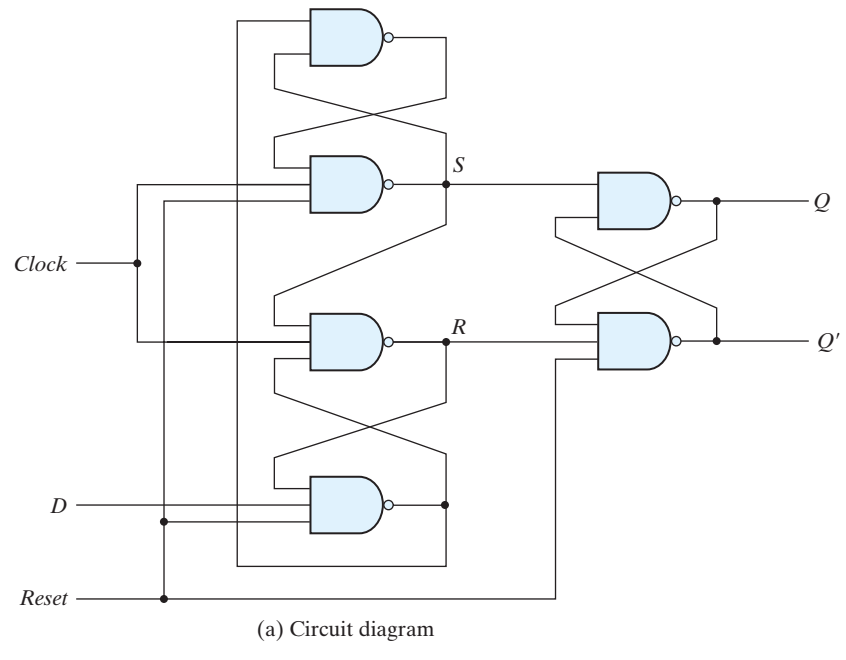 S
Q
Clock
R
Q'
D
Reset
(a) Circuit diagram